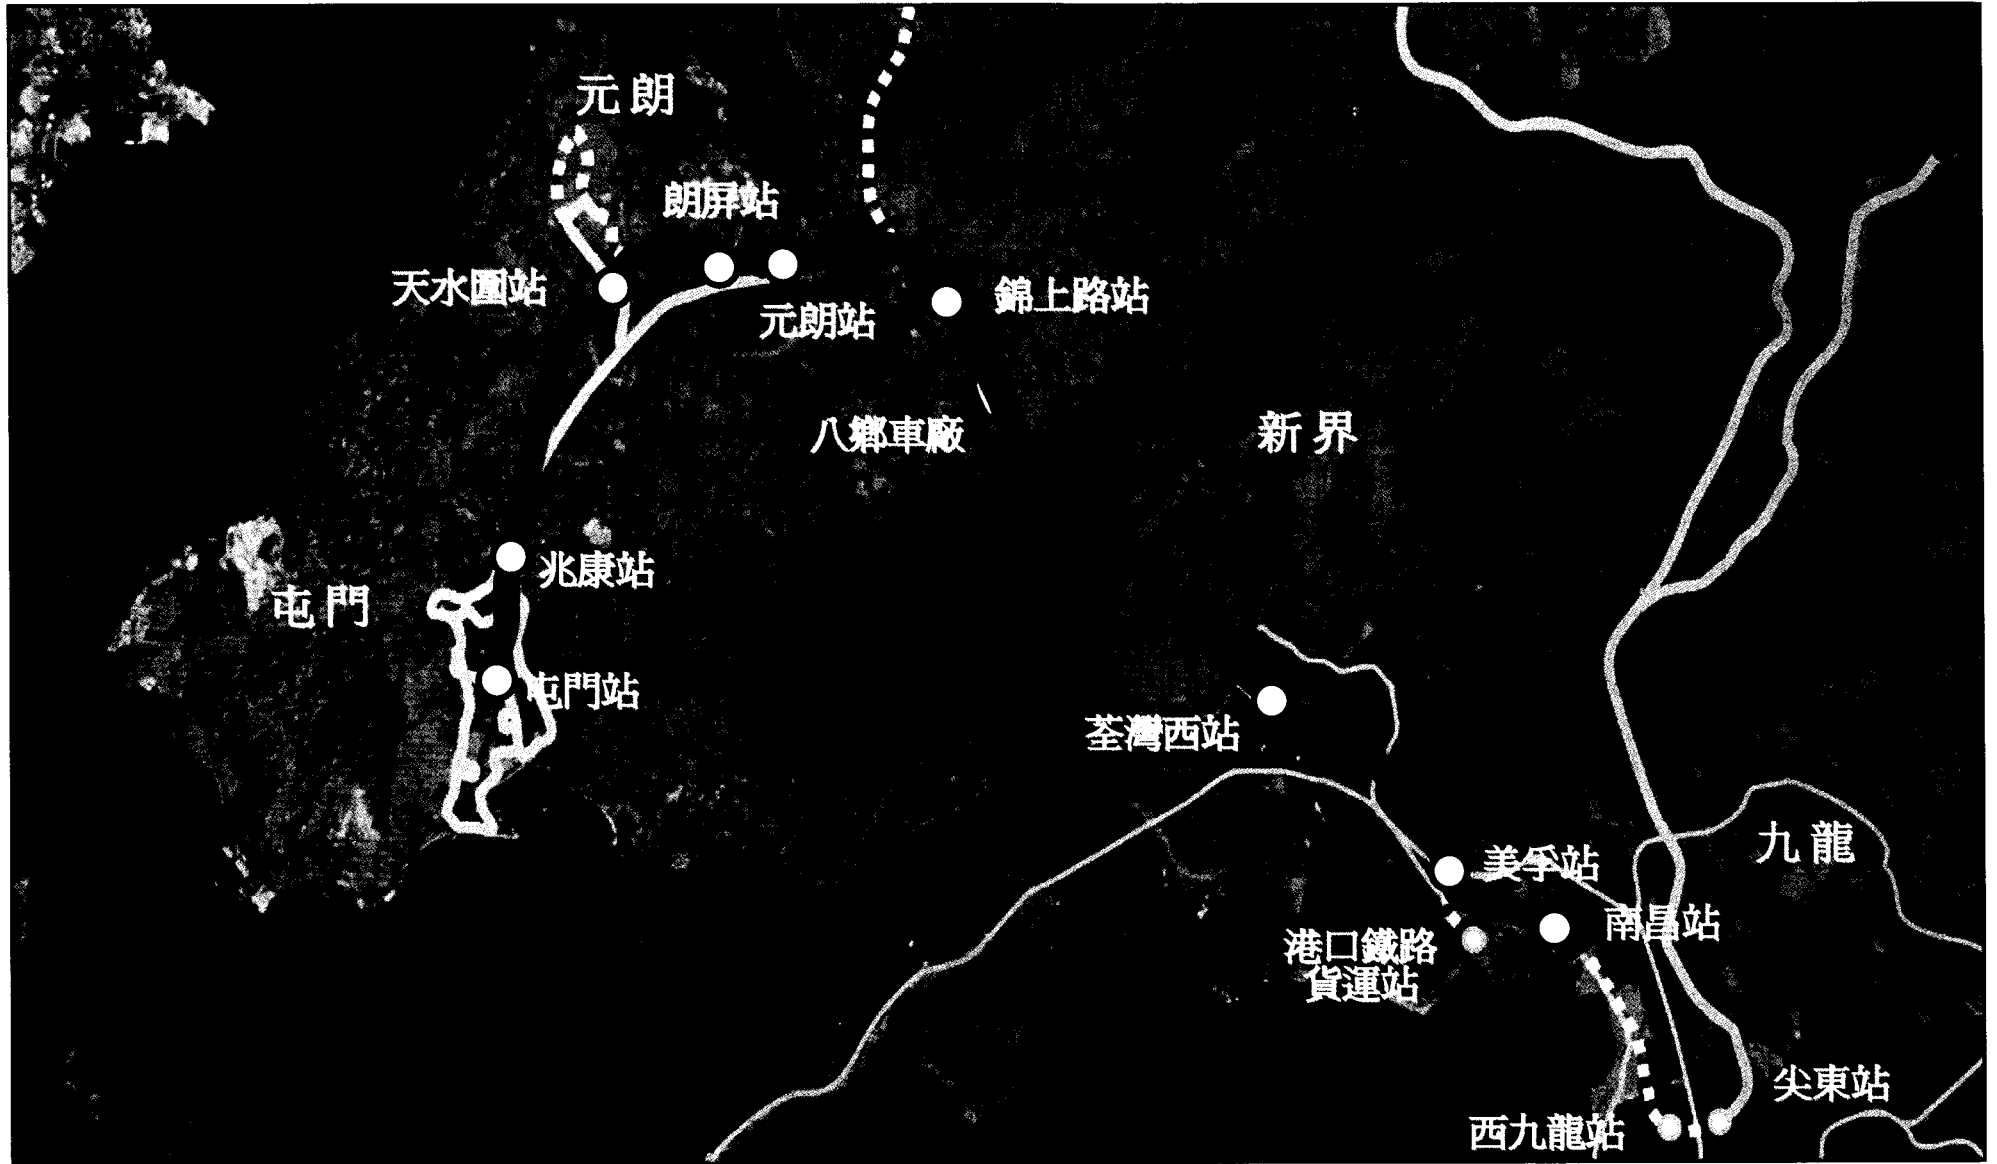 元朗
朗屏站
天水圍站
元朗站
錦上路站
八鄉車廠
新界
兆康站
屯門
屯門站
荃灣西站
九龍
美孚站
南昌站
港口鐵路
貨運站
尖東站
西九龍站